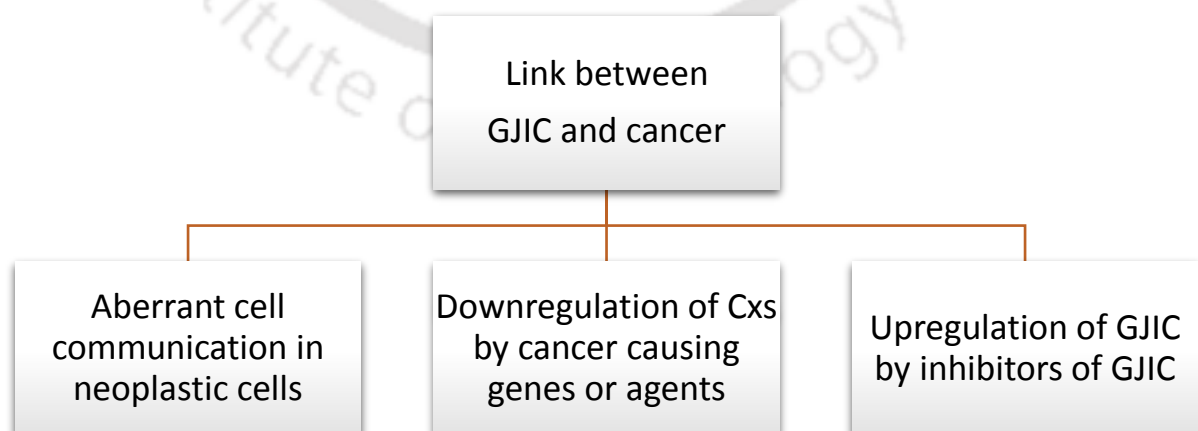 Link between
GJIC and cancer
Aberrant cell
communication in
neoplastic cells
Downregulation of Cxs
by cancer causing
genes or agents
Upregulation of GJIC
by inhibitors of GJIC